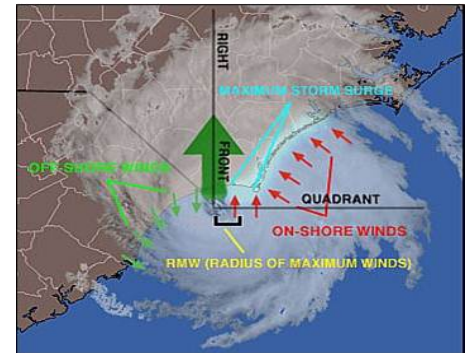 RIGHT
MAXIMUM STORM SURGE
FRONT
OFF-SHORE WINDS
QUADRANT
ON-SHORE WINDS
RMW (RADIUS OF MAXIMUM WINDS)